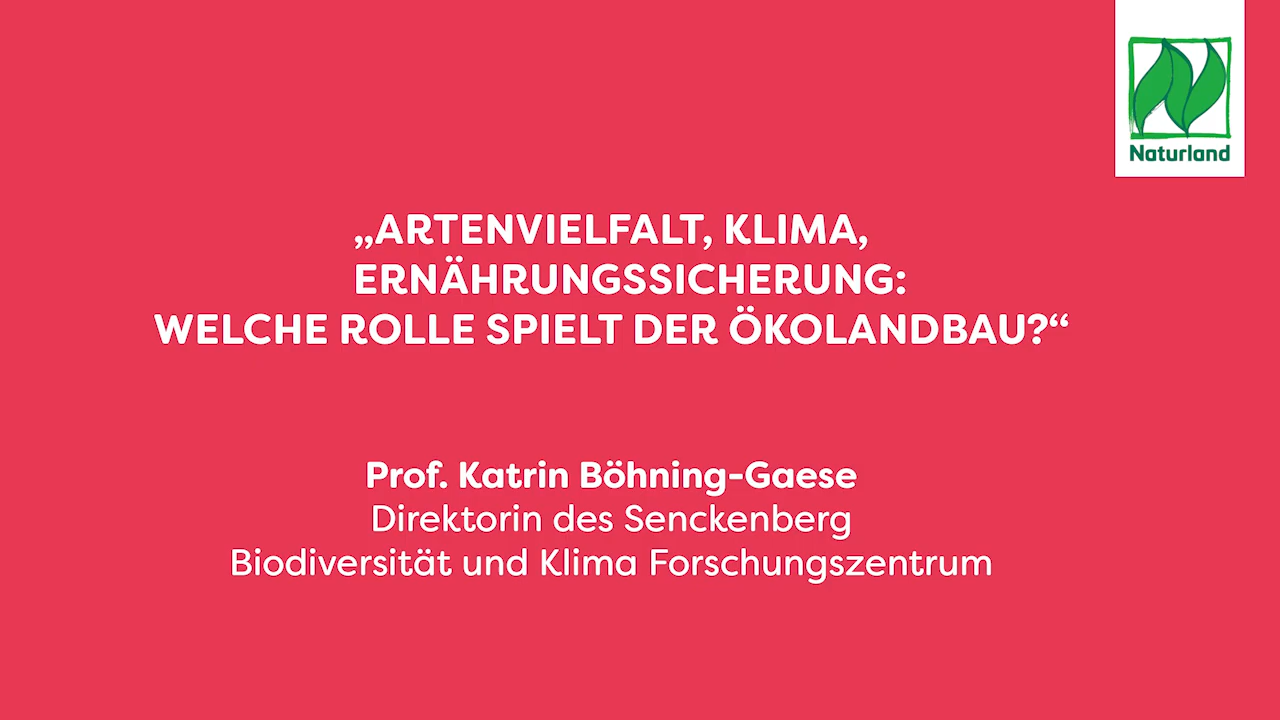 Naturland
„ARTENVIELFALT, KLIMA,
ERNÄHRUNGSSICHERUNG:
WELCHE ROLLE SPIELT DER ÖKOLANDBAU?“
Prof. Katrin Böhning-Gaese
Direktorin des Senckenberg
Biodiversität und Klima Forschungszentrum